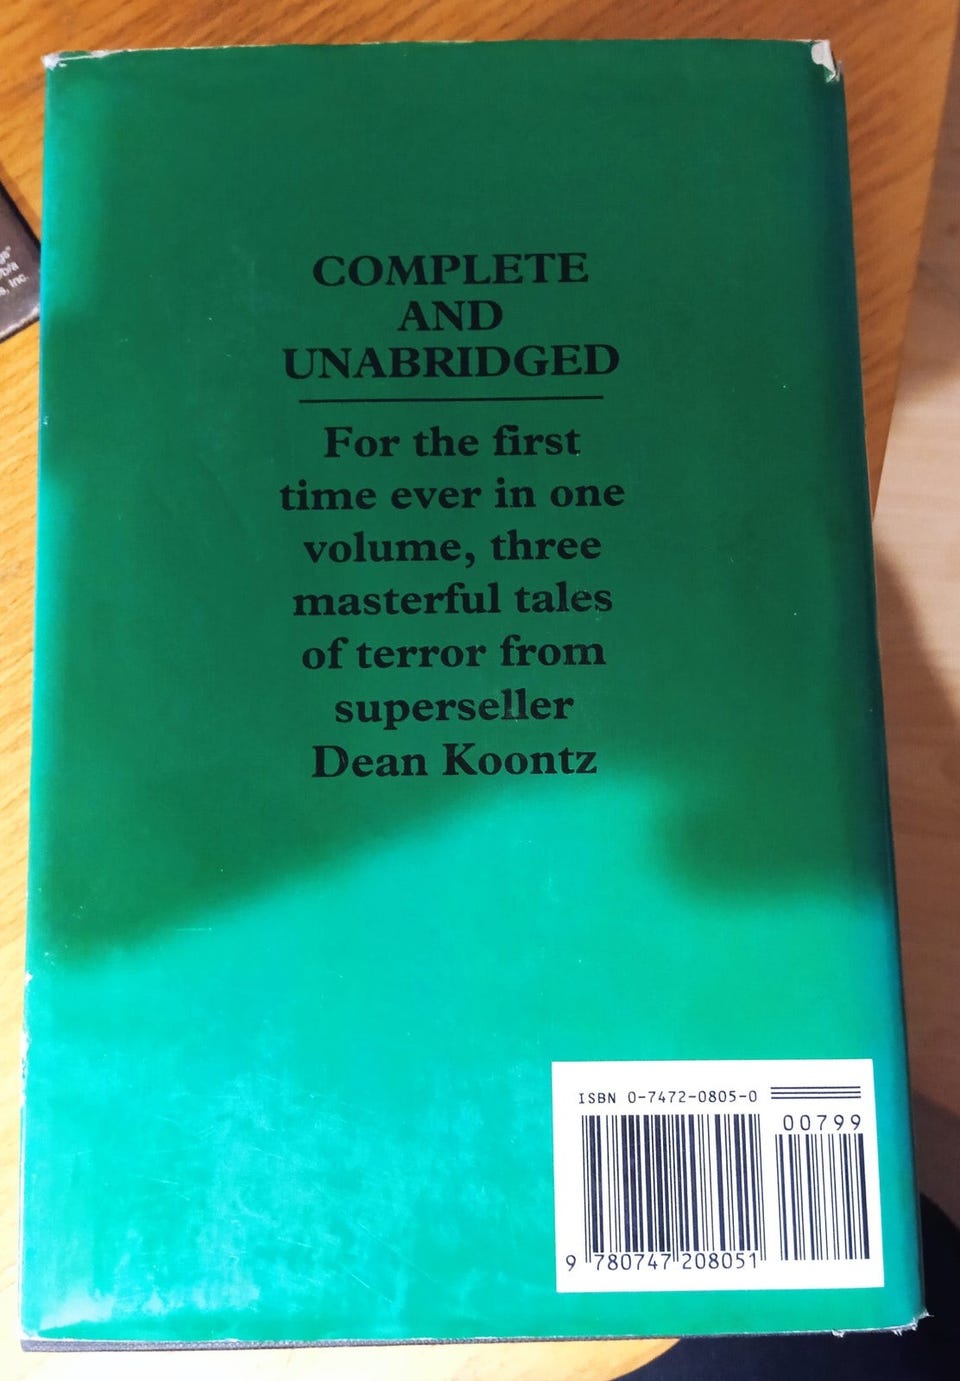 COMPLETE
AND
UNABRIDGED
For the first
time ever in one
volume, three
masterful tales
of terror from
superseller
Dean Koontz
ISBN 0-7472-0805-0
00799
9 780747 208051
s, Inc.